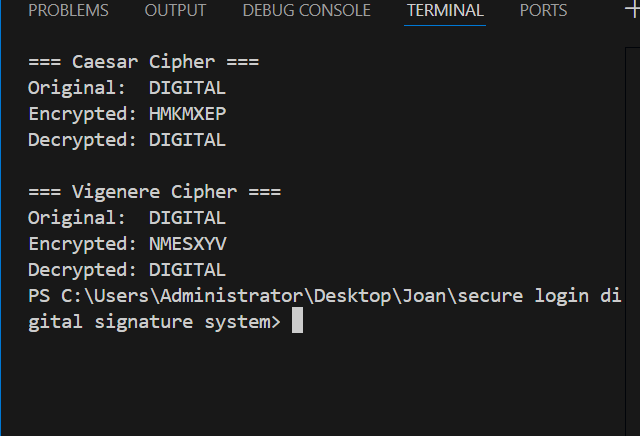 PROBLEMS OUTPUT DEBUG CONSOLE TERMINAL PORTS
=== Caesar Cipher ===
Original:  DIGITAL
Encrypted: HMKMXEP
Decrypted: DIGITAL
=== Vigenere Cipher ===
Original:  DIGITAL
Encrypted: NMESXYV
Decrypted: DIGITAL
PS C:\Users\Administrator\Desktop\Joan\secure login di
gital signature system>